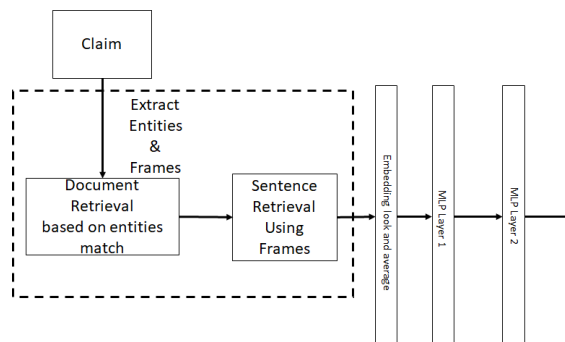 Claim
Extract
Entities
&
Frames
Document
Retrieval
based on entities
match
Sentence
Retrieval
Using
Frames
Embedding look and average
MLP Layer 1
MLP Layer 2